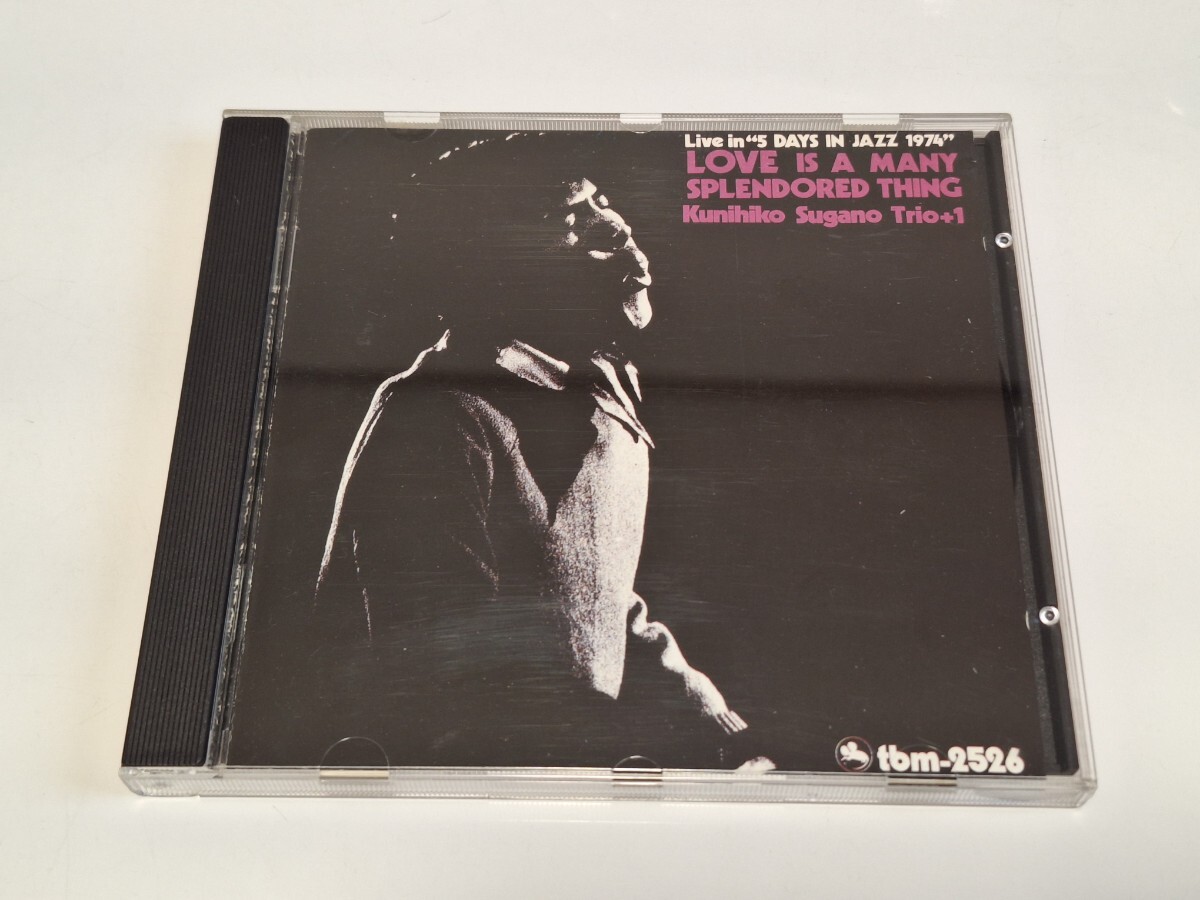 Live in “5 DAYS IN JAZZ 1974”
LOVE IS A MANY
SPLENDORED THING
Kunihiko Sugano Trio+1
tbm-2526